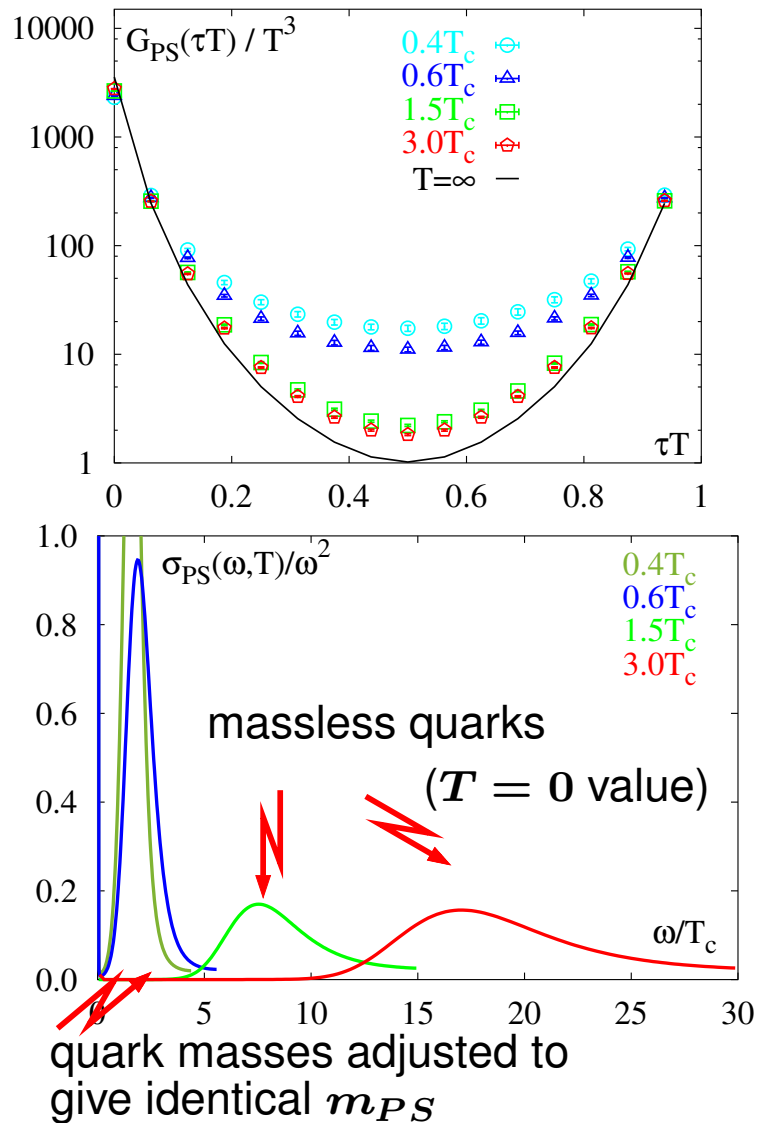 10000
1000
100
10
1
G_PS(τT) / T^3
0.4T_c
0.6T_c
1.5T_c
3.0T_c
T=∞
τT
0 0.2 0.4 0.6 0.8 1
1.0
0.8
0.6
0.4
0.2
0.0
σ_PS(ω,T)/ω^2
0.4T_c
0.6T_c
1.5T_c
3.0T_c
massless quarks
(T = 0 value)
ω/T_c
0 5 10 15 20 25 30
quark masses adjusted to
give identical m_PS